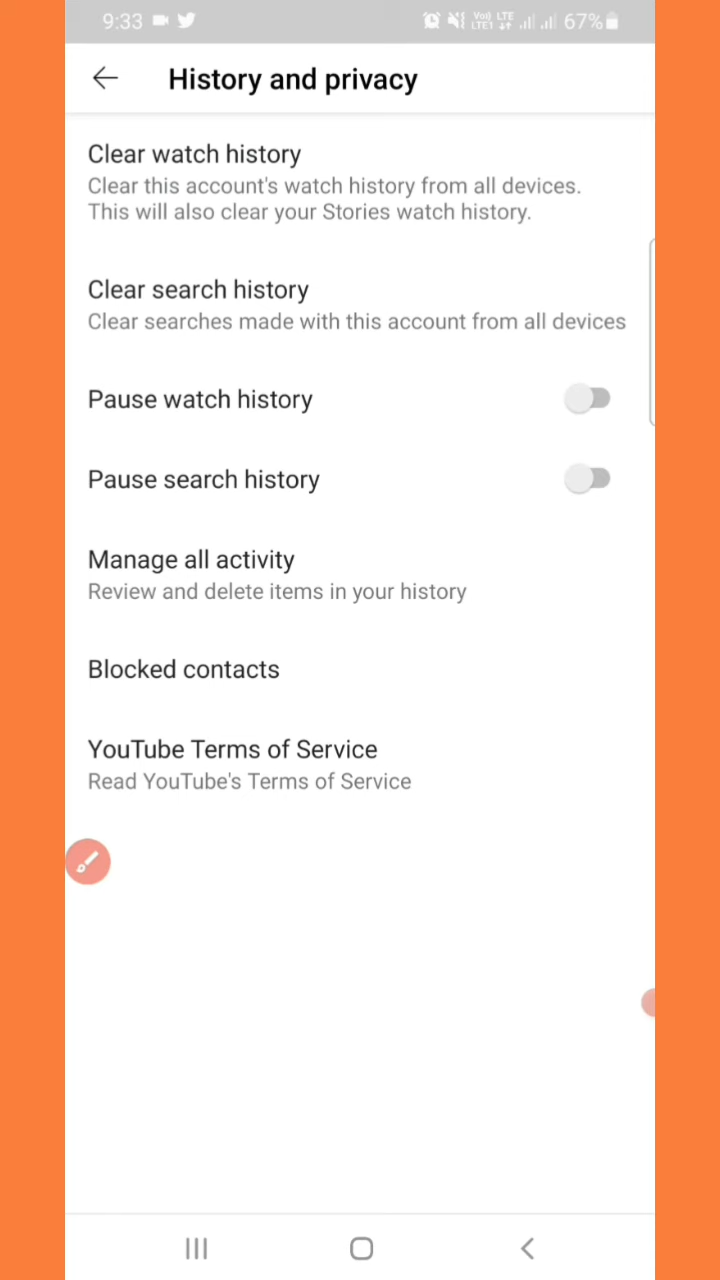 9:33 Vo)) LTE LTE1 67%
History and privacy
Clear watch history
Clear this account's watch history from all devices.
This will also clear your Stories watch history.
Clear search history
Clear searches made with this account from all devices
Pause watch history
Pause search history
Manage all activity
Review and delete items in your history
Blocked contacts
YouTube Terms of Service
Read YouTube's Terms of Service